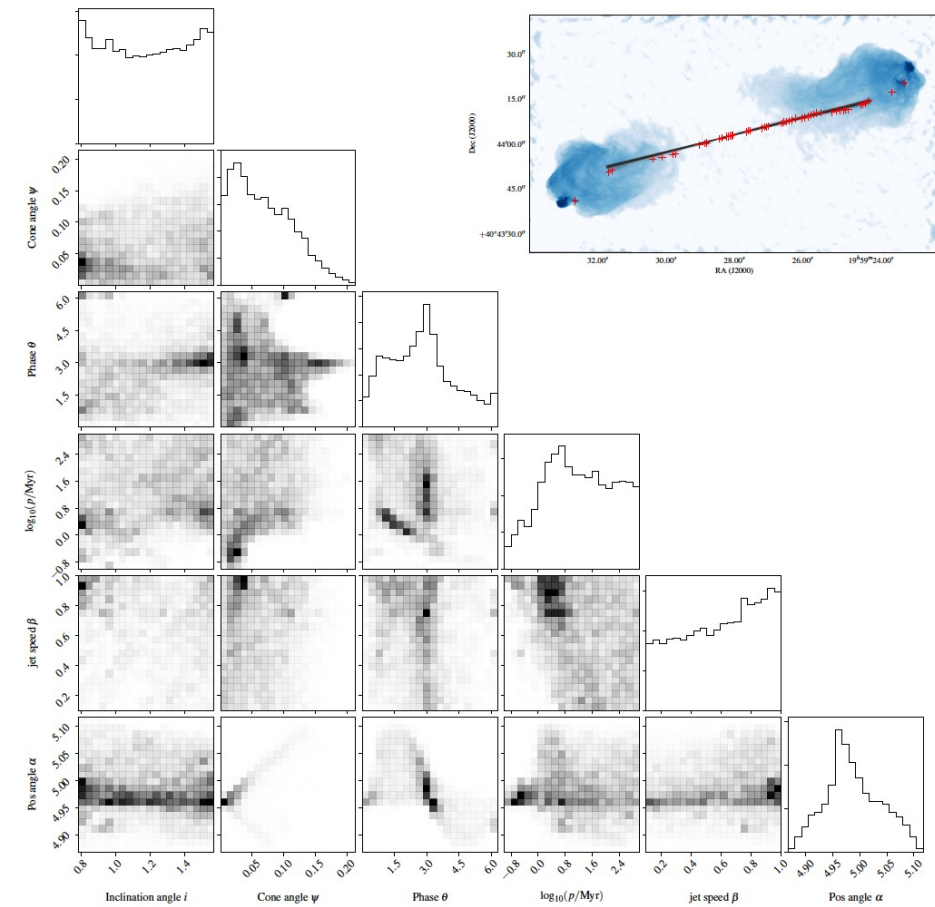 30.0″
15.0″
44′00.0″
45.0″
+40°43′30.0″
Dec (J2000)
32.00ˢ 30.00ˢ 28.00ˢ 26.00ˢ 19ʰ59ᵐ24.00ˢ
RA (J2000)
Cone angle ψ
0.20
0.15
0.10
0.05
Phase θ
6.0
4.5
3.0
1.5
log₁₀(p/Myr)
2.4
1.6
0.8
0.0
−0.8
jet speed β
1.0
0.8
0.6
0.4
0.2
Pos angle α
5.10
5.05
5.00
4.95
4.90
0.8 1.0 1.2 1.4
0.05 0.10 0.15 0.20
1.5 3.0 4.5 6.0
−0.8 0.0 0.8 1.6 2.4
0.2 0.4 0.6 0.8 1.0
4.90 4.95 5.00 5.05 5.10
Inclination angle i
Cone angle ψ
Phase θ
log₁₀(p/Myr)
jet speed β
Pos angle α